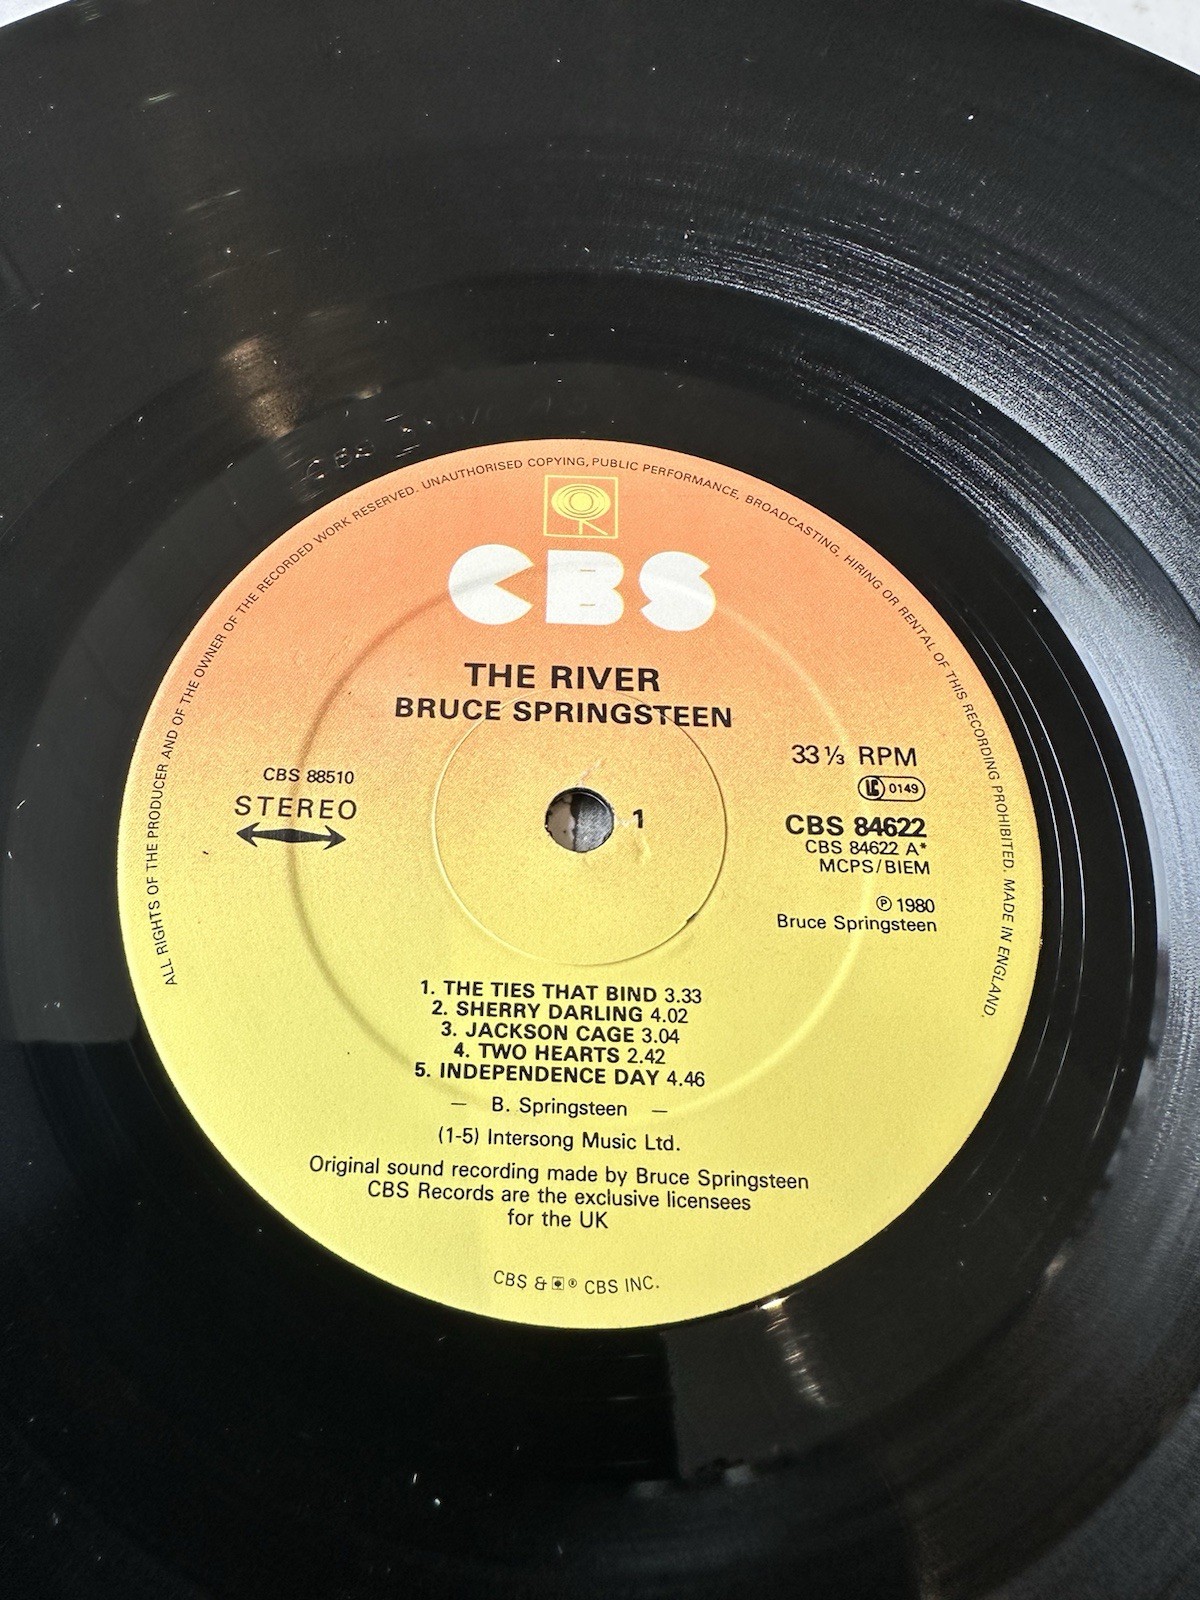 ALL RIGHTS OF THE PRODUCER AND OF THE OWNER OF THE RECORDED WORK RESERVED. UNAUTHORISED COPYING, PUBLIC PERFORMANCE, BROADCASTING, HIRING OR RENTAL OF THIS RECORDING PROHIBITED. MADE IN ENGLAND.
CBS
THE RIVER
BRUCE SPRINGSTEEN
CBS 88510
STEREO
33⅓ RPM
LC 0149
1
CBS 84622
CBS 84622 A*
MCPS/BIEM
℗ 1980
Bruce Springsteen
1. THE TIES THAT BIND 3.33
2. SHERRY DARLING 4.02
3. JACKSON CAGE 3.04
4. TWO HEARTS 2.42
5. INDEPENDENCE DAY 4.46
— B. Springsteen —
(1-5) Intersong Music Ltd.
Original sound recording made by Bruce Springsteen
CBS Records are the exclusive licensees
for the UK
CBS & ® CBS INC.